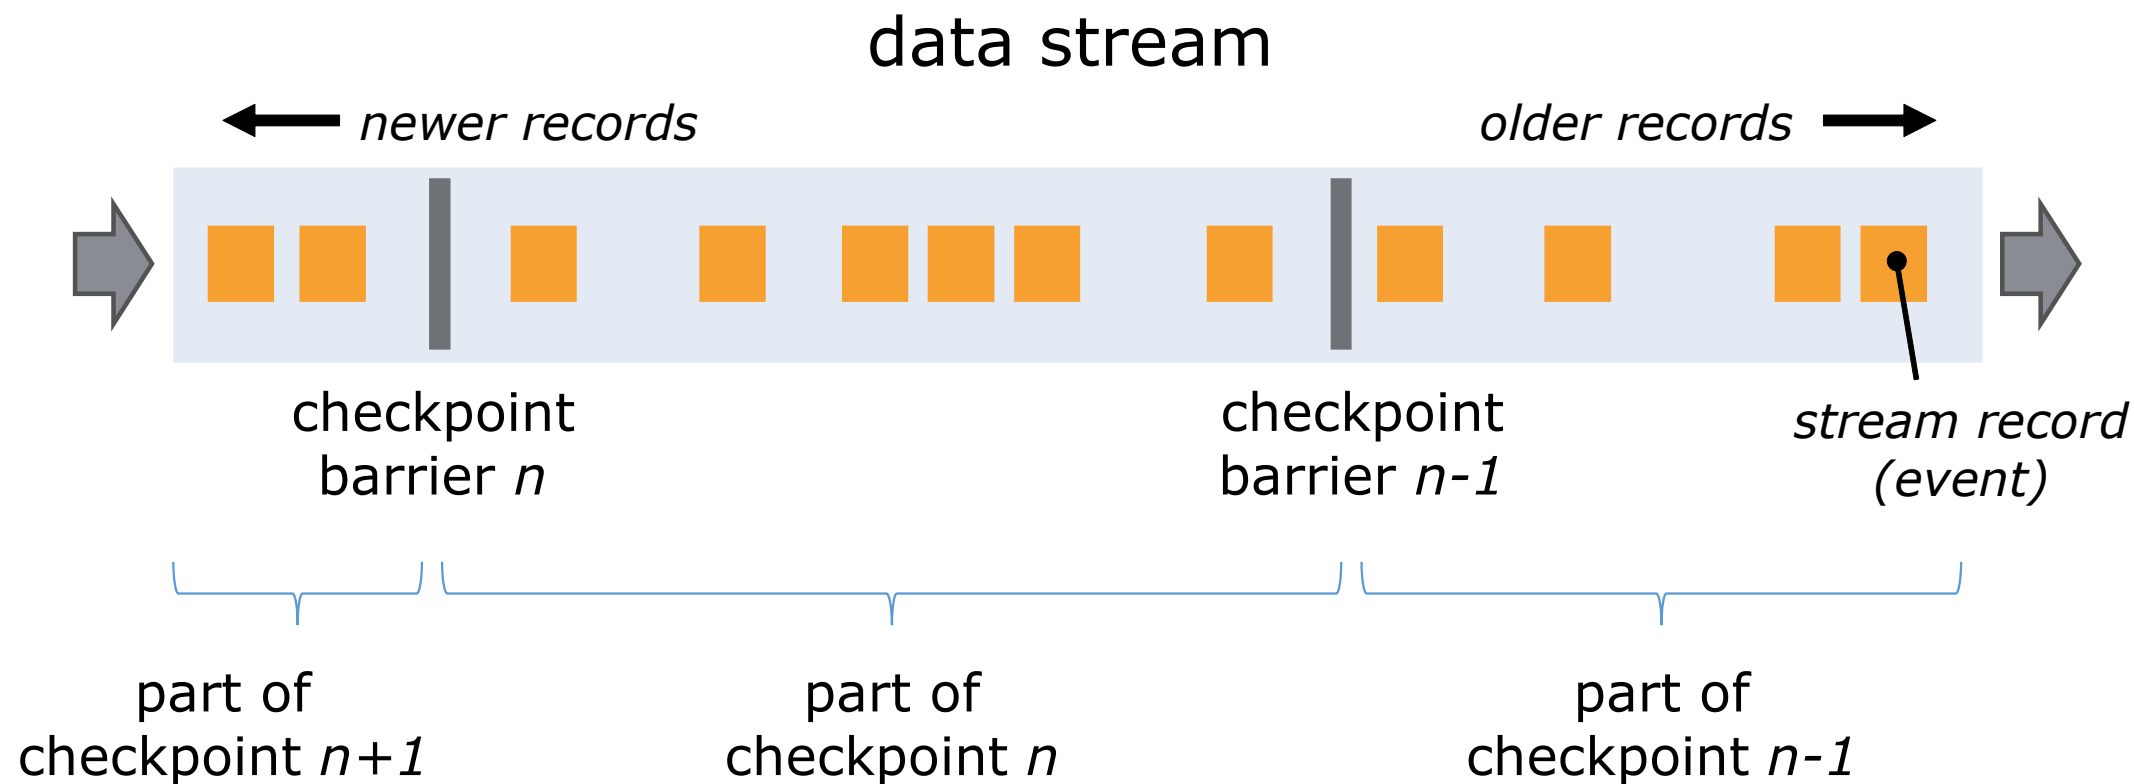 data stream
newer records
older records
checkpoint
barrier n
checkpoint
barrier n-1
stream record
(event)
part of
checkpoint n+1
part of
checkpoint n
part of
checkpoint n-1